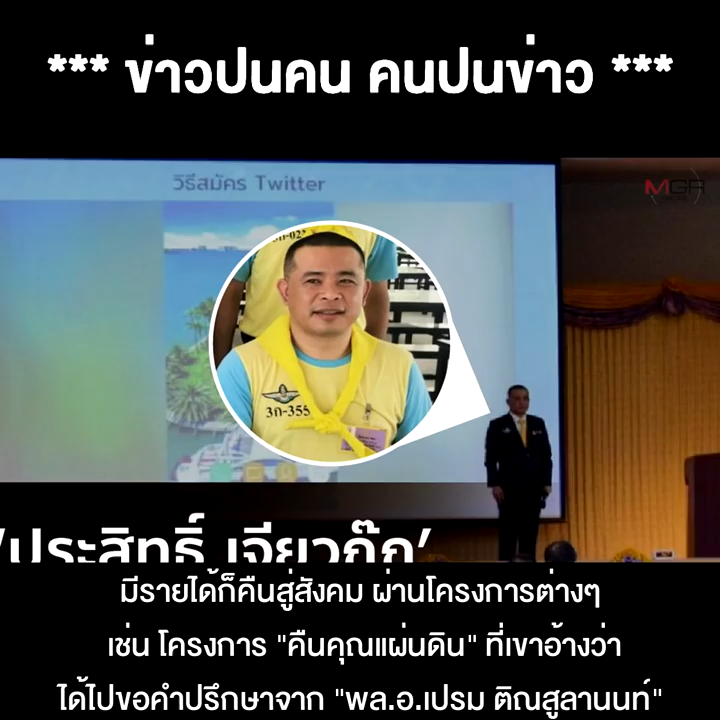 *** ข่าวปนคน คนปนข่าว ***
วิธีสมัคร Twitter
MGR
3ก-355
'ประสิทธิ์ เจียวก๊ก'
มีรายได้ก็คืนสู่สังคม ผ่านโครงการต่างๆ
เช่น โครงการ "คืนคุณแผ่นดิน" ที่เขาอ้างว่า
ได้ไปขอคำปรึกษาจาก "พล.อ.เปรม ติณสูลานนท์"